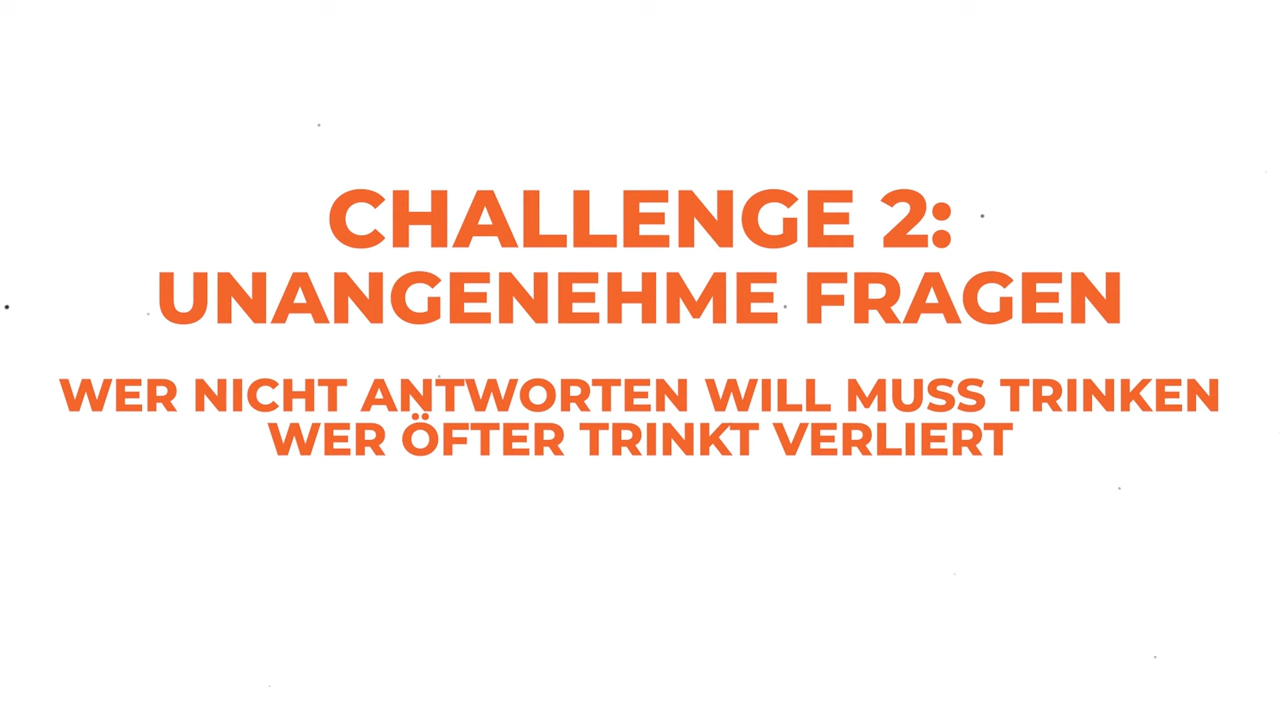 CHALLENGE 2:
UNANGENEHME FRAGEN
WER NICHT ANTWORTEN WILL MUSS TRINKEN
WER ÖFTER TRINKT VERLIERT